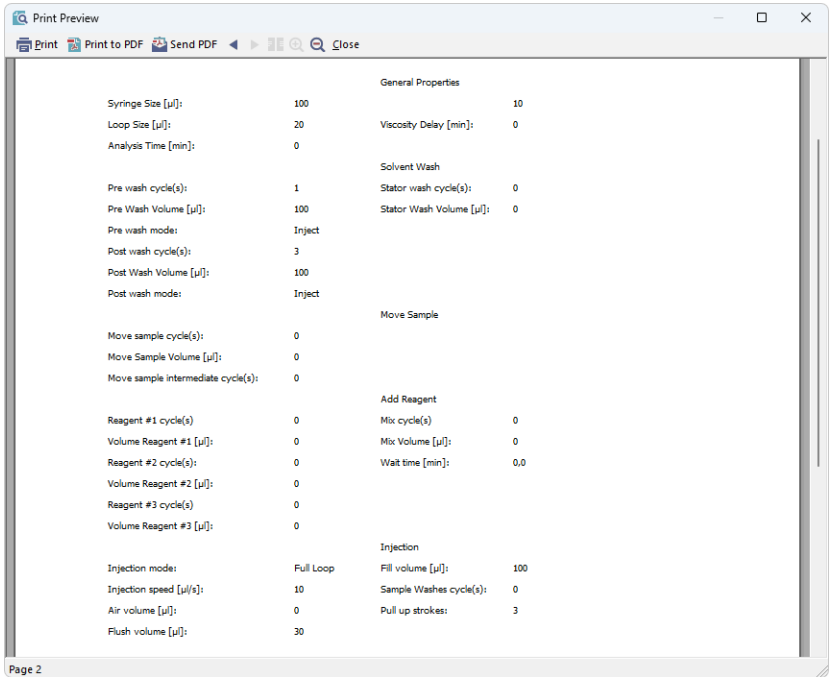 Print Preview
Print Print to PDF Send PDF Close
General Properties
Syringe Size [µl]: 100 10
Loop Size [µl]: 20 Viscosity Delay [min]: 0
Analysis Time [min]: 0
Solvent Wash
Pre wash cycle(s): 1 Stator wash cycle(s): 0
Pre Wash Volume [µl]: 100 Stator Wash Volume [µl]: 0
Pre wash mode: Inject
Post wash cycle(s): 3
Post Wash Volume [µl]: 100
Post wash mode: Inject
Move Sample
Move sample cycle(s): 0
Move Sample Volume [µl]: 0
Move sample intermediate cycle(s): 0
Add Reagent
Reagent #1 cycle(s) 0 Mix cycle(s) 0
Volume Reagent #1 [µl]: 0 Mix Volume [µl]: 0
Reagent #2 cycle(s): 0 Wait time [min]: 0,0
Volume Reagent #2 [µl]: 0
Reagent #3 cycle(s) 0
Volume Reagent #3 [µl]: 0
Injection
Injection mode: Full Loop Fill volume [µl]: 100
Injection speed [µl/s]: 10 Sample Washes cycle(s): 0
Air volume [µl]: 0 Pull up strokes: 3
Flush volume [µl]: 30
Page 2